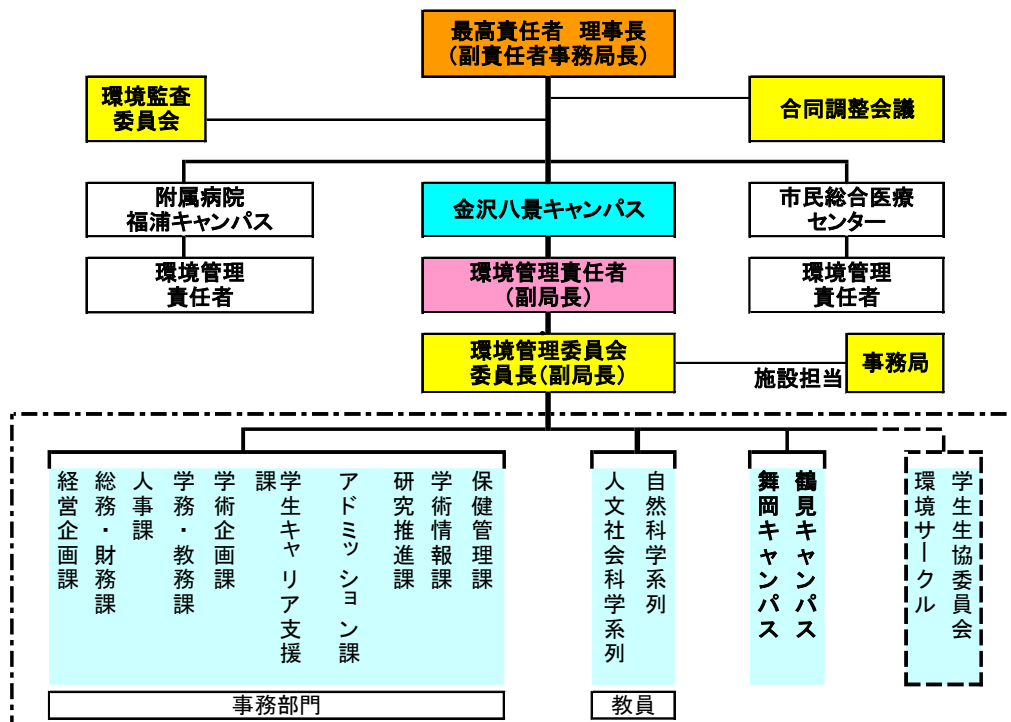 最高責任者 理事長
(副責任者事務局長)
環境監査
委員会
合同調整会議
附属病院
福浦キャンパス
金沢八景キャンパス
市民総合医療
センター
環境管理
責任者
環境管理責任者
(副局長)
環境管理
責任者
環境管理委員会
委員長(副局長)
事務局
施設担当
経営企画課
総務・財務課
人事課
学務・教務課
学術企画課
学生キャリア支援
課
アドミッション課
研究推進課
学術情報課
保健管理課
人文社会科学系列
自然科学系列
舞岡キャンパス
鶴見キャンパス
環境サークル
学生生協委員会
事務部門
教員